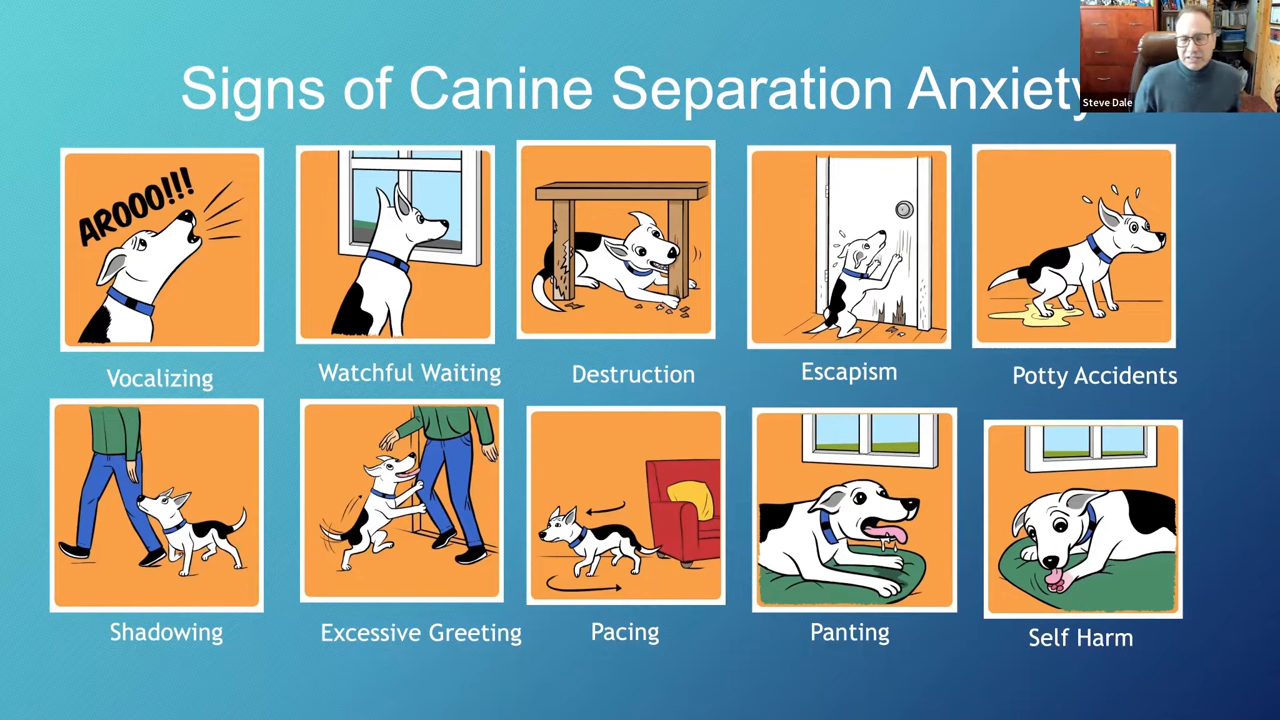 Signs of Canine Separation Anxiety
Steve Dale
AROOO!!!
Vocalizing
Watchful Waiting
Destruction
Escapism
Potty Accidents
Shadowing
Excessive Greeting
Pacing
Panting
Self Harm